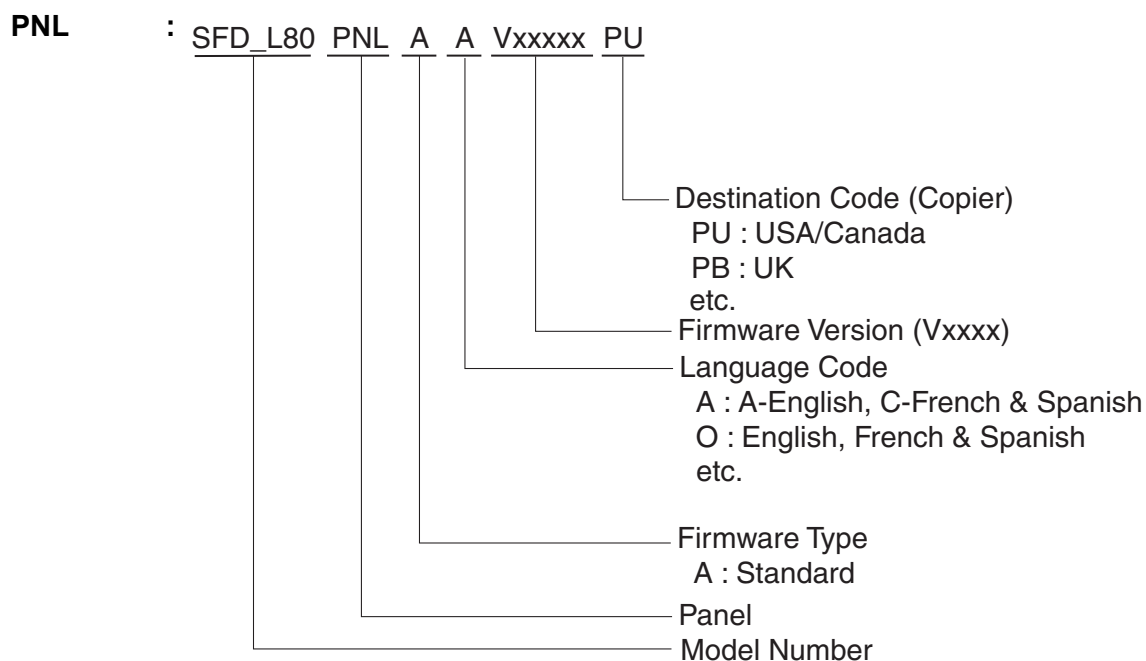 PNL : SFD_L80 PNL A A Vxxxxx PU
Destination Code (Copier)
PU : USA/Canada
PB : UK
etc.
Firmware Version (Vxxxx)
Language Code
A : A-English, C-French & Spanish
O : English, French & Spanish
etc.
Firmware Type
A : Standard
Panel
Model Number